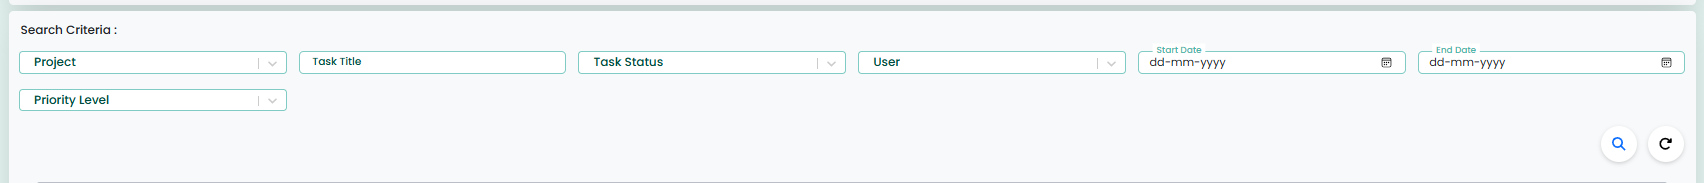 Search Criteria :
Project
Task Title
Task Status
User
Start Date
dd-mm-yyyy
End Date
dd-mm-yyyy
Priority Level